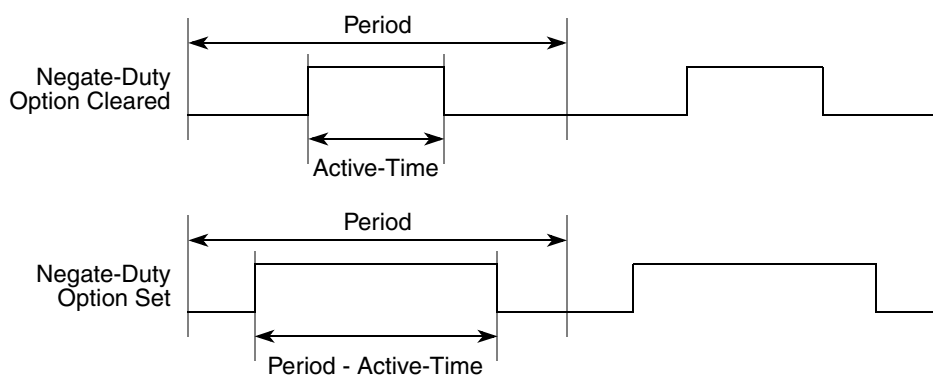 Period
Negate-Duty
Option Cleared
Active-Time
Period
Negate-Duty
Option Set
Period - Active-Time